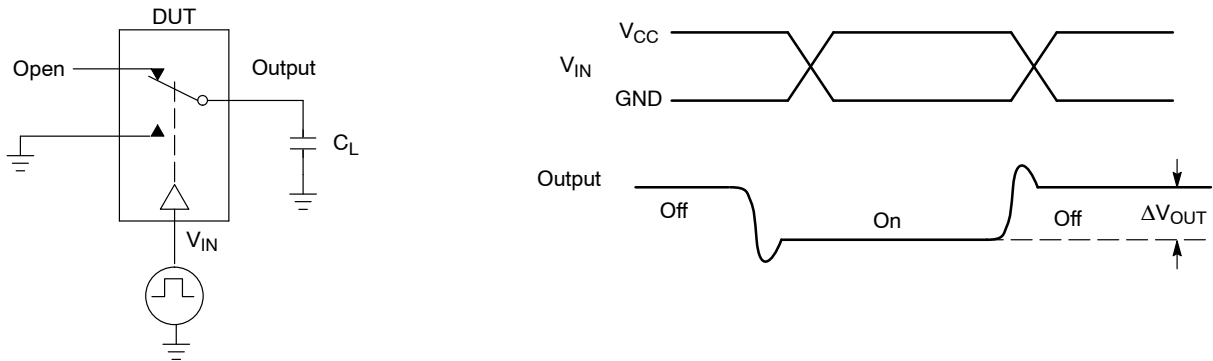 DUT
Open
Output
C_L
V_IN
V_CC
V_IN
GND
Output
Off
On
Off
ΔV_OUT